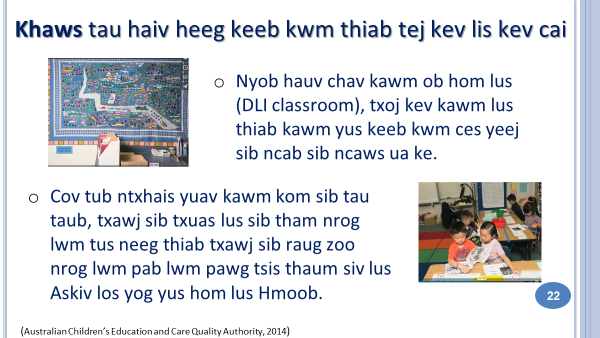 Khaws tau haiv heeg keeb kwm thiab tej kev lis kev cai
o Nyob hauv chav kawm ob hom lus
(DLI classroom), txoj kev kawm lus
thiab kawm yus keeb kwm ces yeej
sib ncab sib ncaws ua ke.
o Cov tub ntxhais yuav kawm kom sib tau
taub, txawj sib txuas lus sib tham nrog
lwm tus neeg thiab txawj sib raug zoo
nrog lwm pab lwm pawg tsis thaum siv lus
Askiv los yog yus hom lus Hmoob.
22
(Australian Children's Education and Care Quality Authority, 2014)